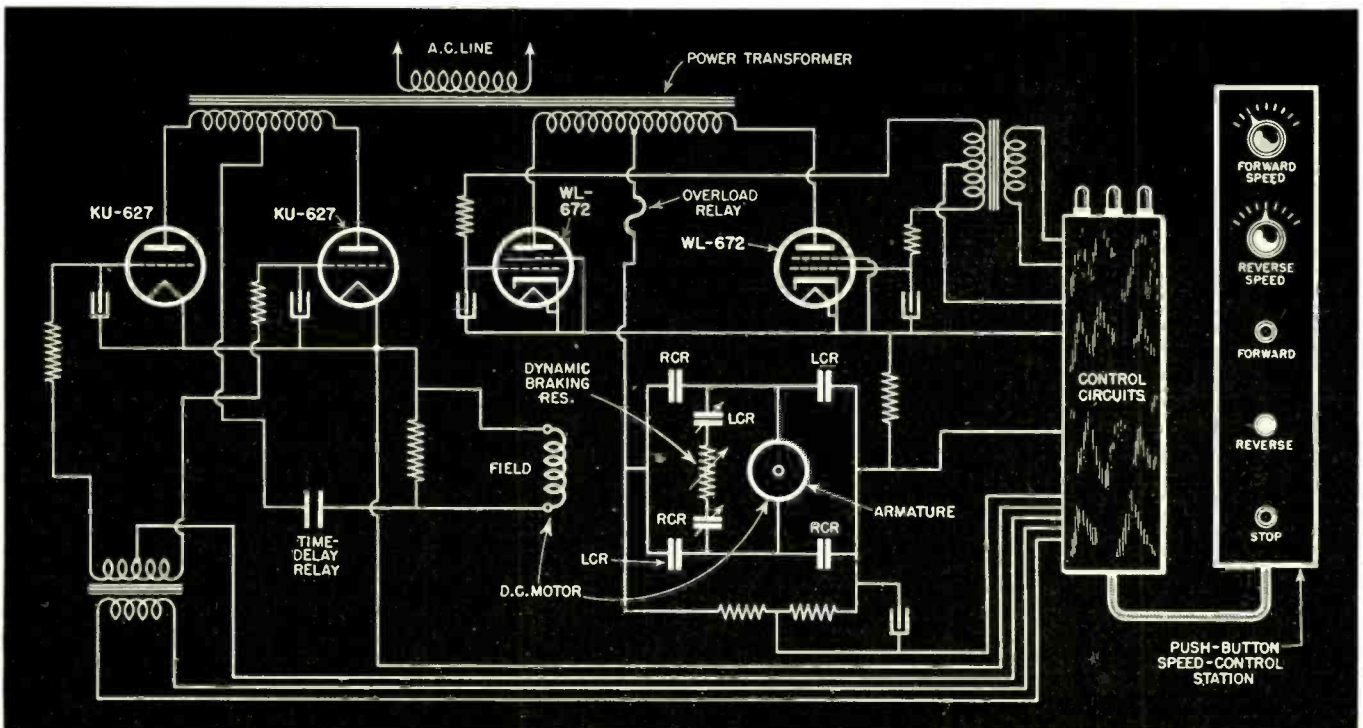 A.C. LINE
POWER TRANSFORMER
KU-627
KU-627
WL-
672
OVERLOAD
RELAY
WL-672
FORWARD
SPEED
REVERSE
SPEED
FORWARD
REVERSE
STOP
CONTROL
CIRCUITS
DYNAMIC
BRAKING
RES.
RCR
LCR
LCR
FIELD
RCR
RCR
LCR
ARMATURE
TIME-
DELAY
RELAY
D.C. MOTOR
PUSH-BUTTON
SPEED-CONTROL
STATION